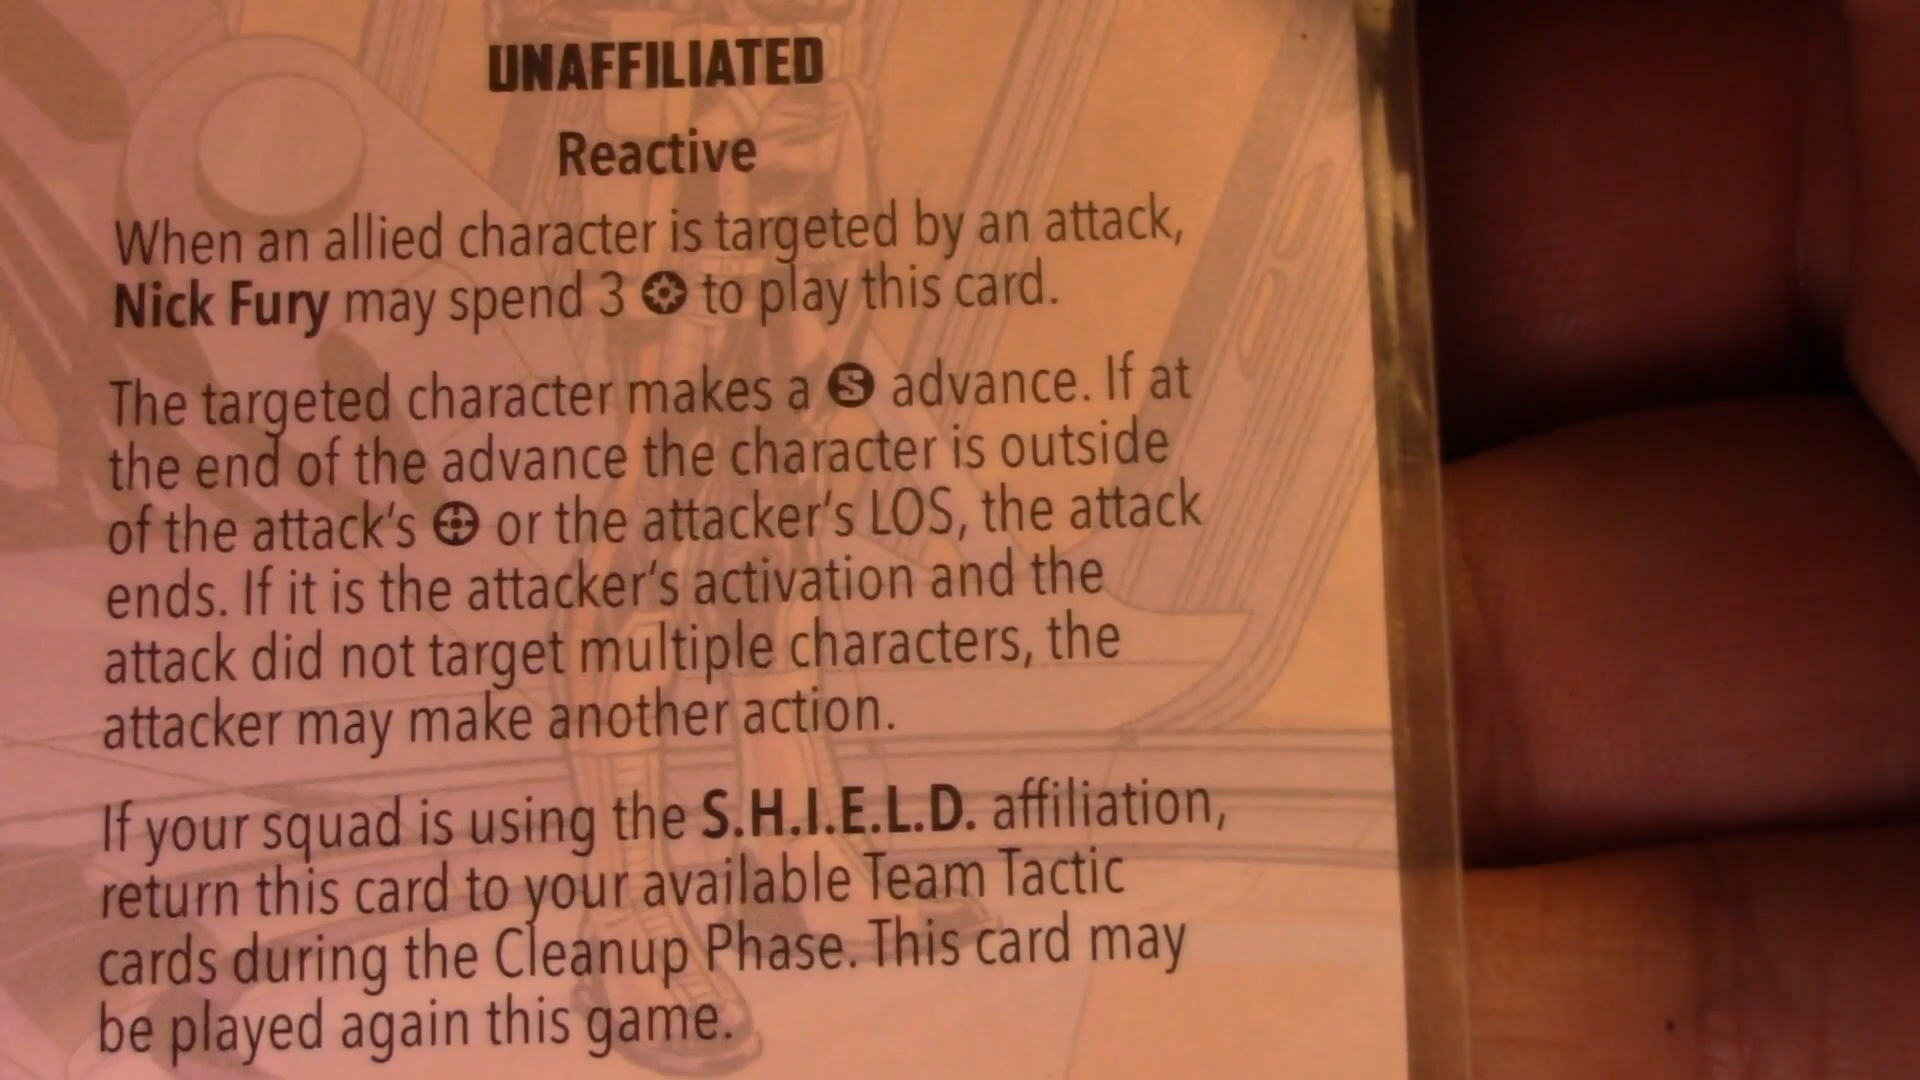 UNAFFILIATED
Reactive
When an allied character is targeted by an attack,
Nick Fury may spend 3 to play this card.
The targeted character makes a S advance. If at
the end of the advance the character is outside
of the attack's or the attacker's LOS, the attack
ends. If it is the attacker's activation and the
attack did not target multiple characters, the
attacker may make another action.
If your squad is using the S.H.I.E.L.D. affiliation,
return this card to your available Team Tactic
cards during the Cleanup Phase. This card may
be played again this game.